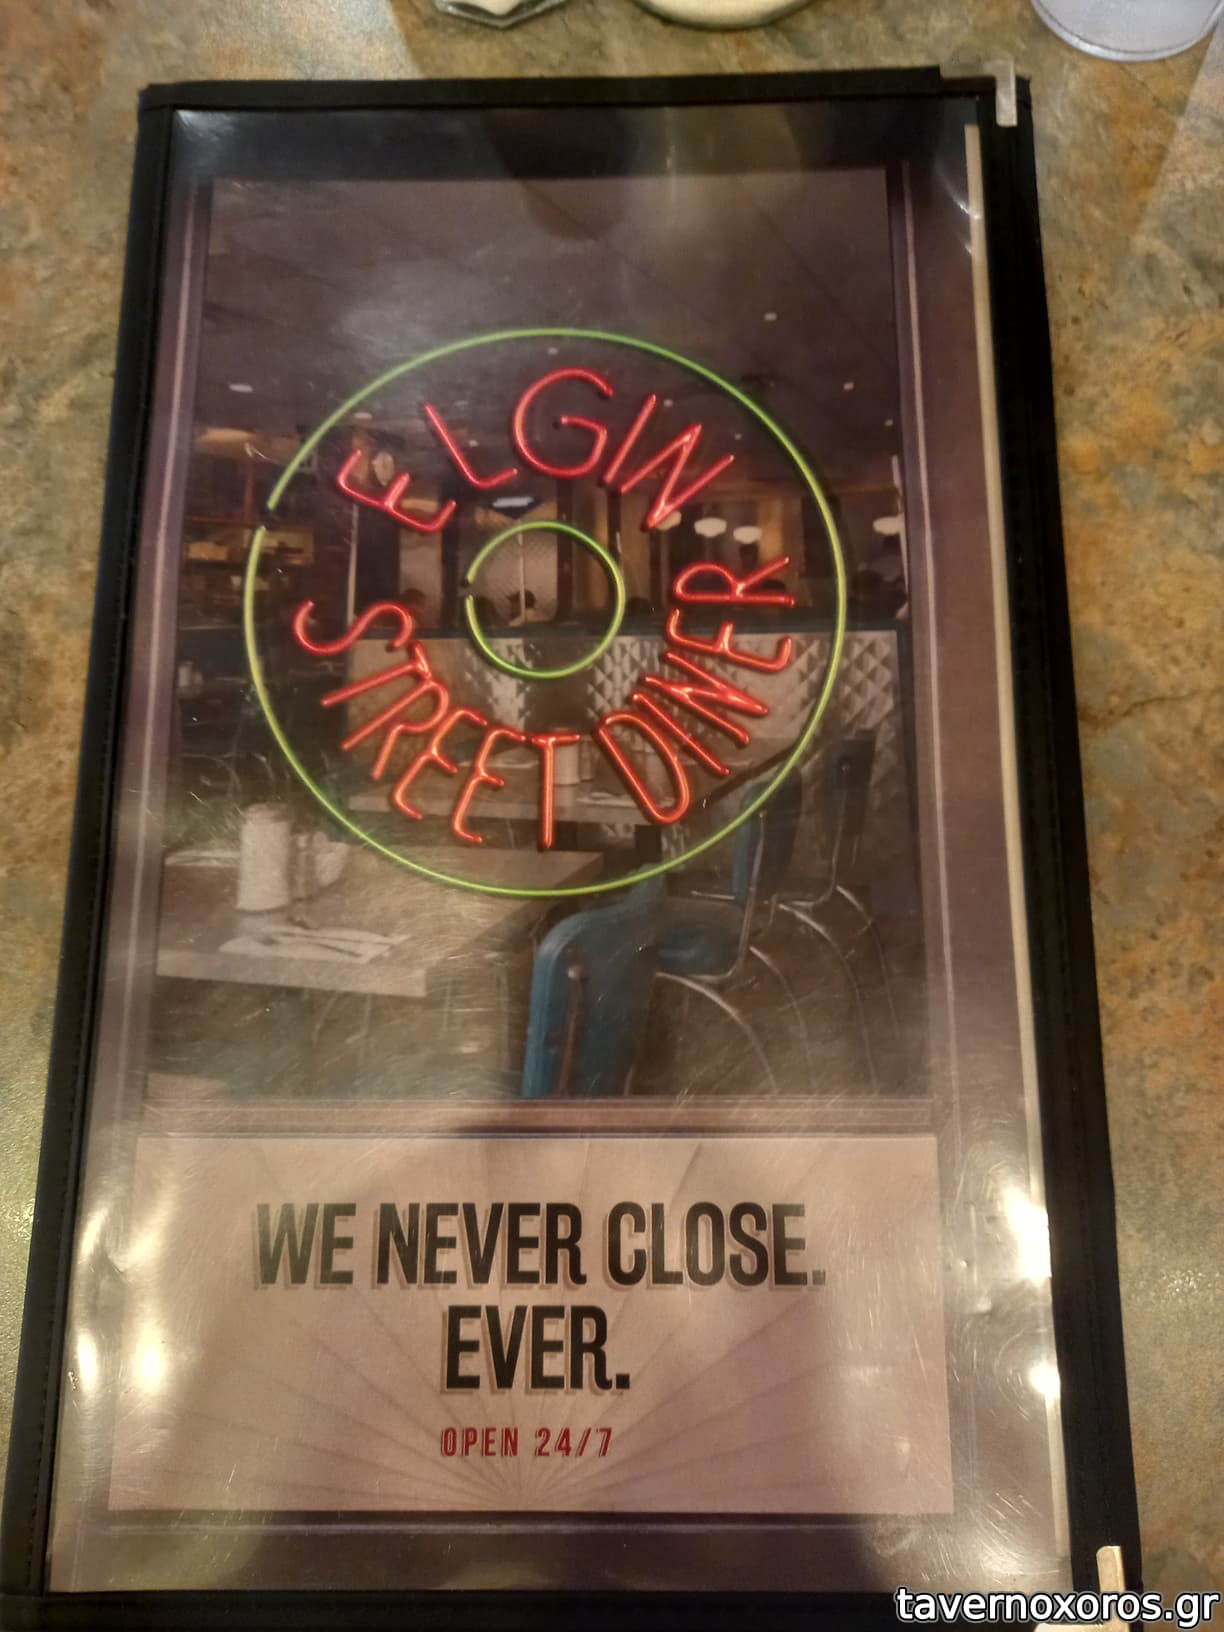 ELGIN
STREET DINER
WE NEVER CLOSE.
EVER.
OPEN 24/7
tavernoxoros.gr